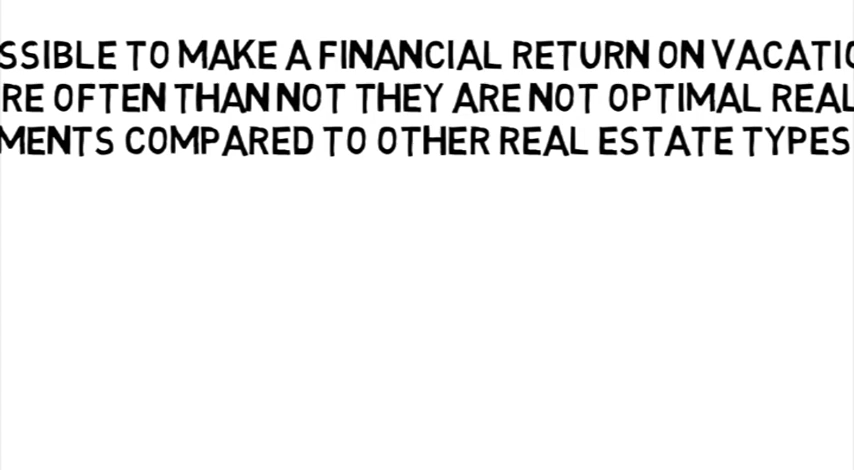 SSIBLE TO MAKE A FINANCIAL RETURN ON VACATIO
RE OFTEN THAN NOT THEY ARE NOT OPTIMAL REAL
MENTS COMPARED TO OTHER REAL ESTATE TYPES